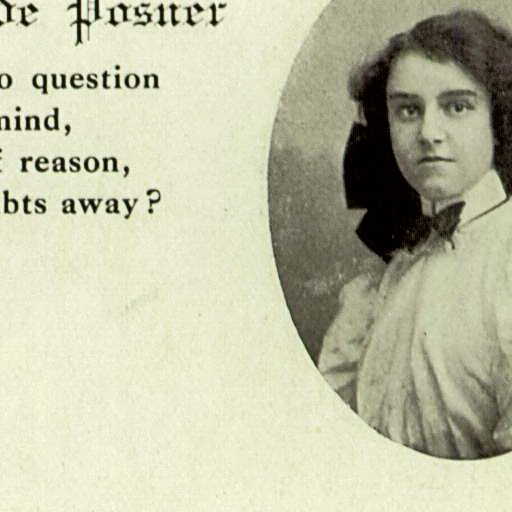 de Posner
o question
mind,
f reason,
bts away?